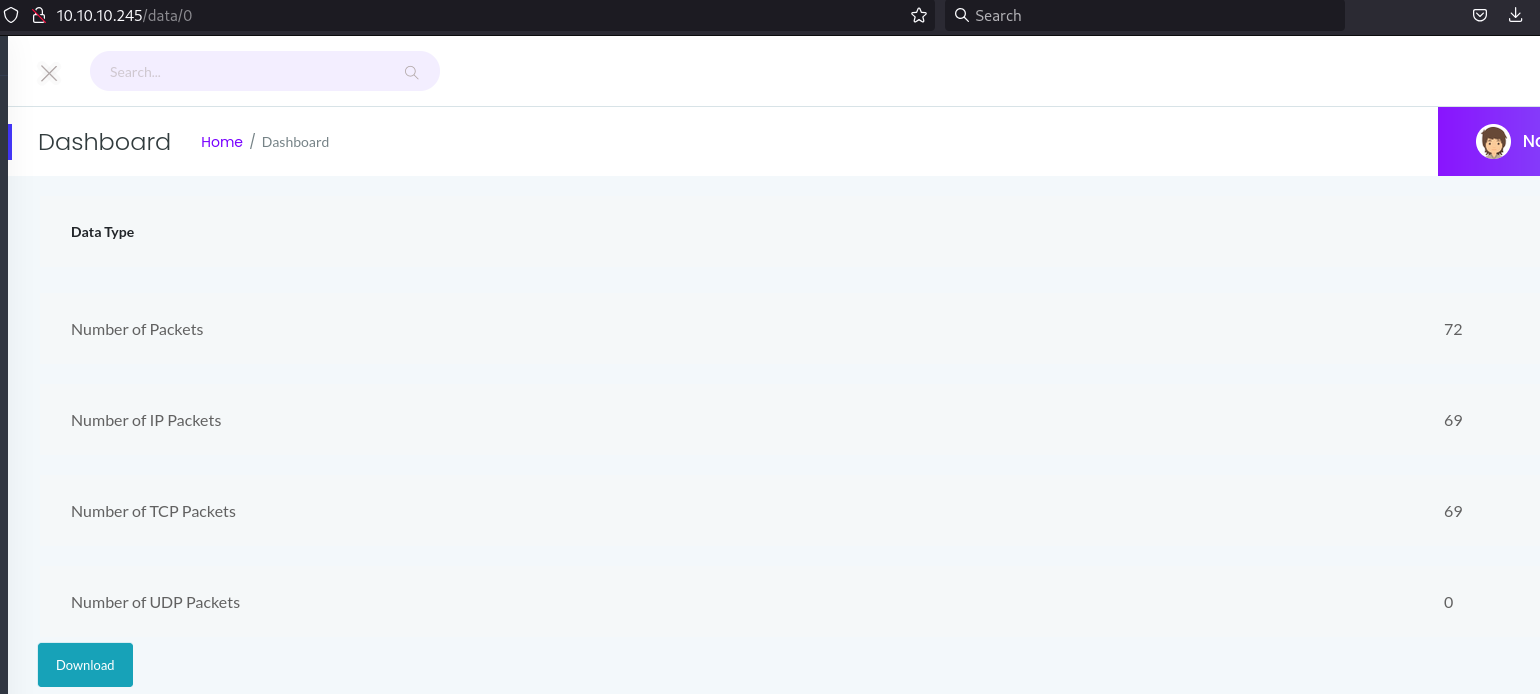 10.10.10.245/data/0 Search
Search...
Dashboard Home / Dashboard
Data Type
Number of Packets 72
Number of IP Packets 69
Number of TCP Packets 69
Number of UDP Packets 0
Download